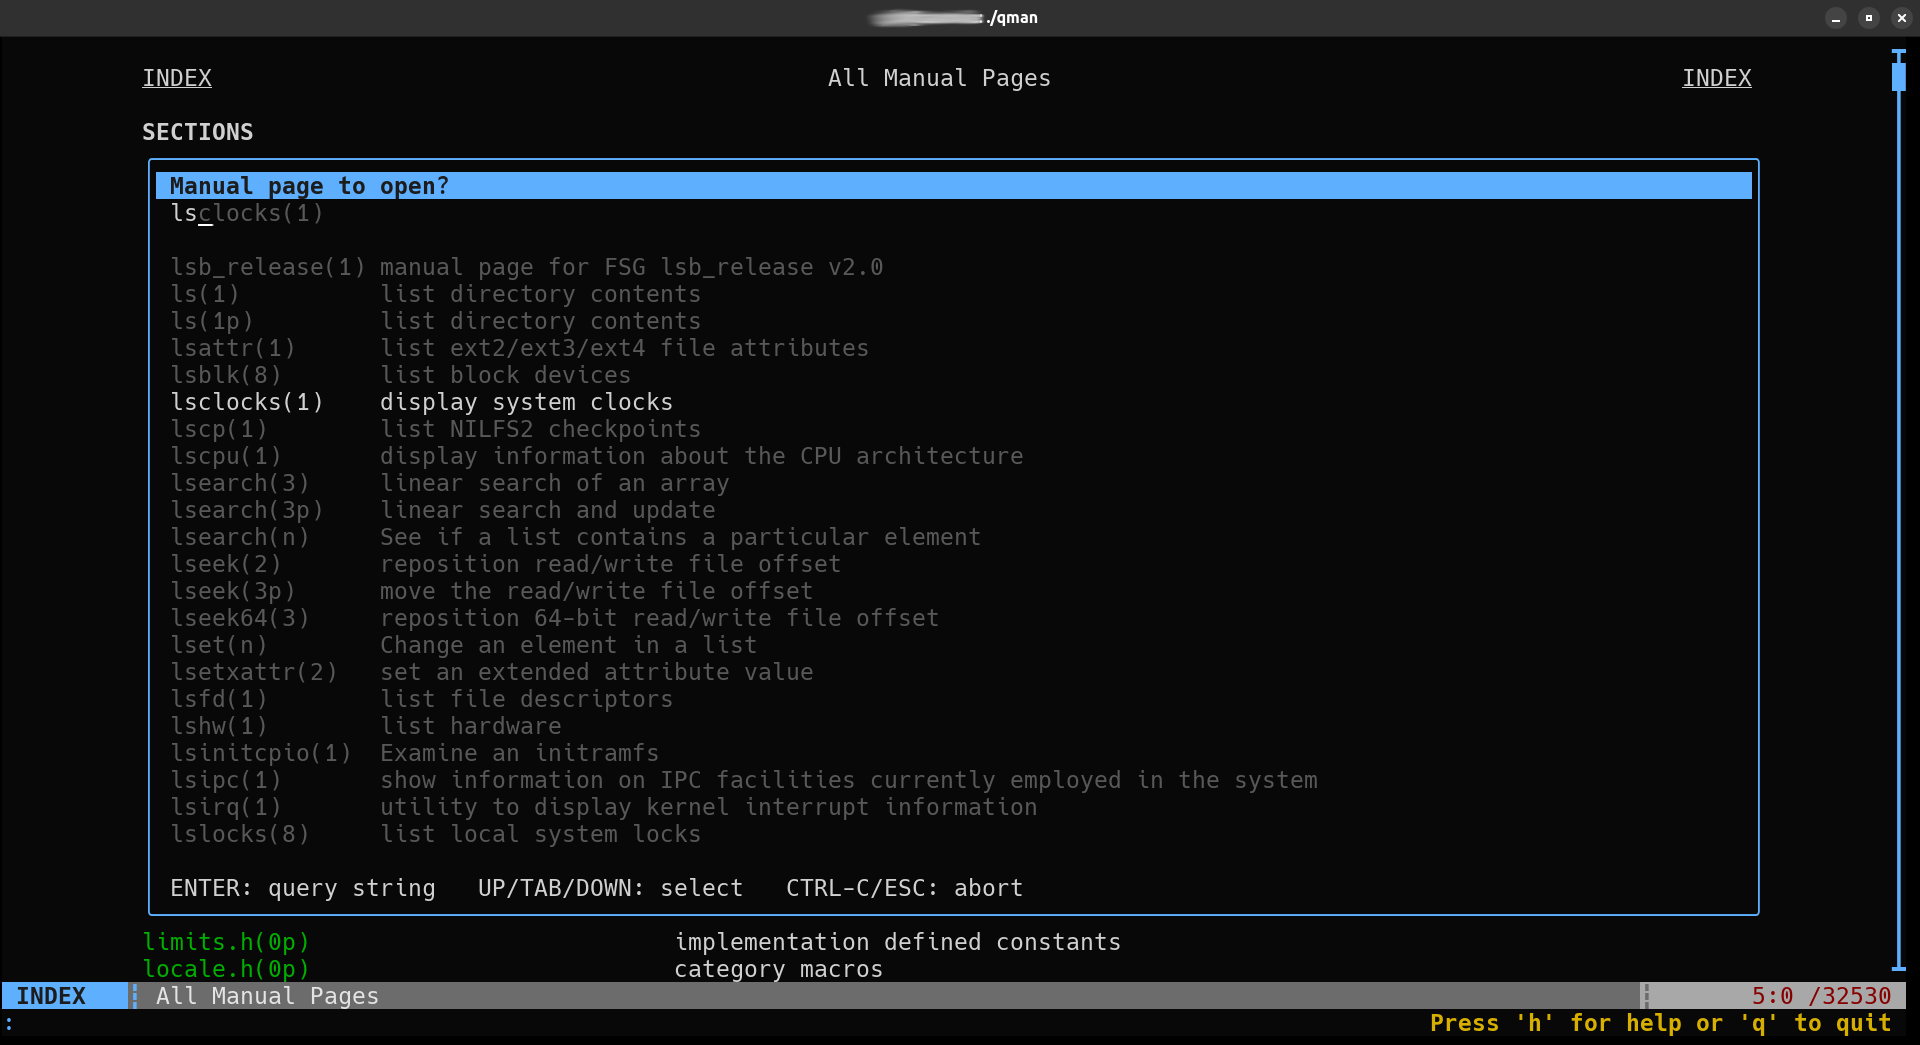 ./qman
INDEX All Manual Pages INDEX
SECTIONS
Manual page to open?
lsclocks(1)
lsb_release(1) manual page for FSG lsb_release v2.0
ls(1) list directory contents
ls(1p) list directory contents
lsattr(1) list ext2/ext3/ext4 file attributes
lsblk(8) list block devices
lsclocks(1) display system clocks
lscp(1) list NILFS2 checkpoints
lscpu(1) display information about the CPU architecture
lsearch(3) linear search of an array
lsearch(3p) linear search and update
lsearch(n) See if a list contains a particular element
lseek(2) reposition read/write file offset
lseek(3p) move the read/write file offset
lseek64(3) reposition 64-bit read/write file offset
lset(n) Change an element in a list
lsetxattr(2) set an extended attribute value
lsfd(1) list file descriptors
lshw(1) list hardware
lsinitcpio(1) Examine an initramfs
lsipc(1) show information on IPC facilities currently employed in the system
lsirq(1) utility to display kernel interrupt information
lslocks(8) list local system locks
ENTER: query string UP/TAB/DOWN: select CTRL-C/ESC: abort
limits.h(0p) implementation defined constants
locale.h(0p) category macros
INDEX All Manual Pages 5:0 /32530
: Press 'h' for help or 'q' to quit